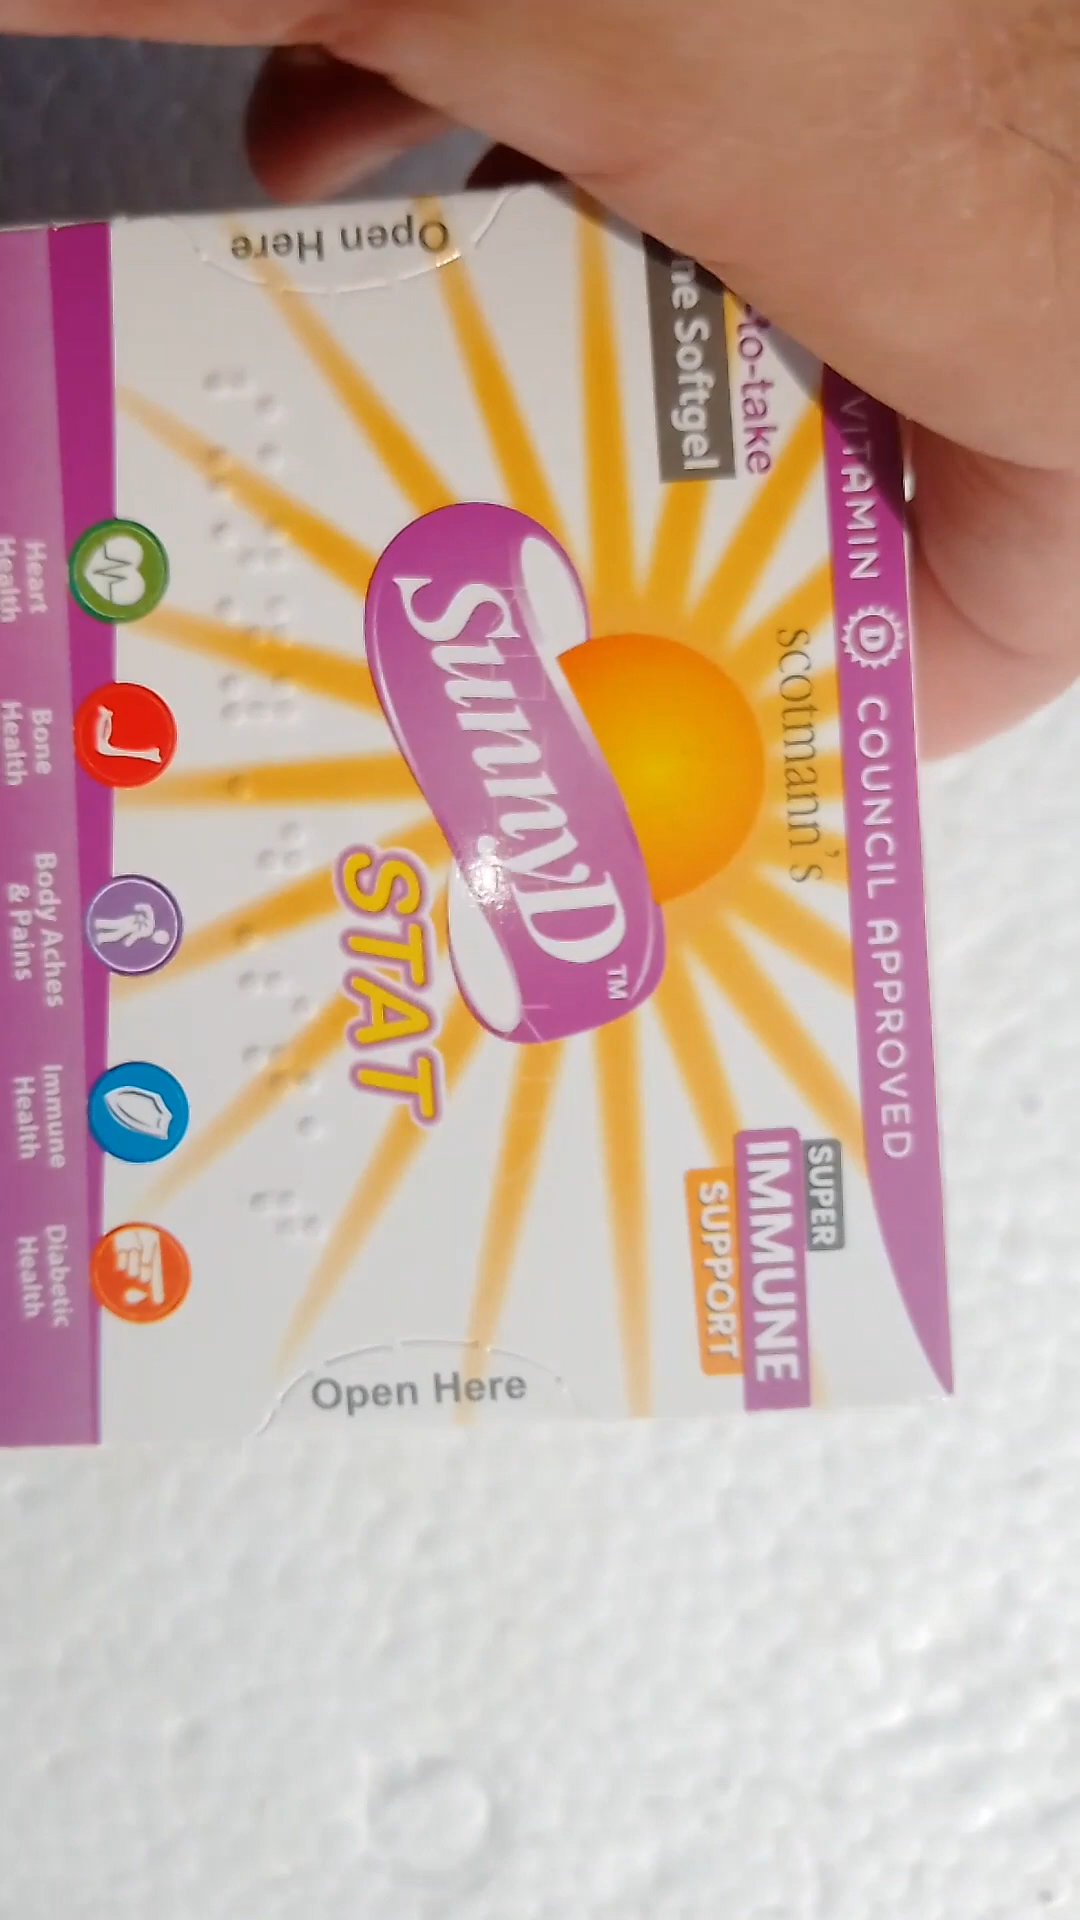 VITAMIN D COUNCIL APPROVED
scotmann's
-to-take
Softgel
SUPER
IMMUNE
SUPPORT
SunnyD™
STAT
Open Here
Open Here
Heart
Health
Bone
Health
Body Aches
& Pains
Immune
Health
Diabetic
Health